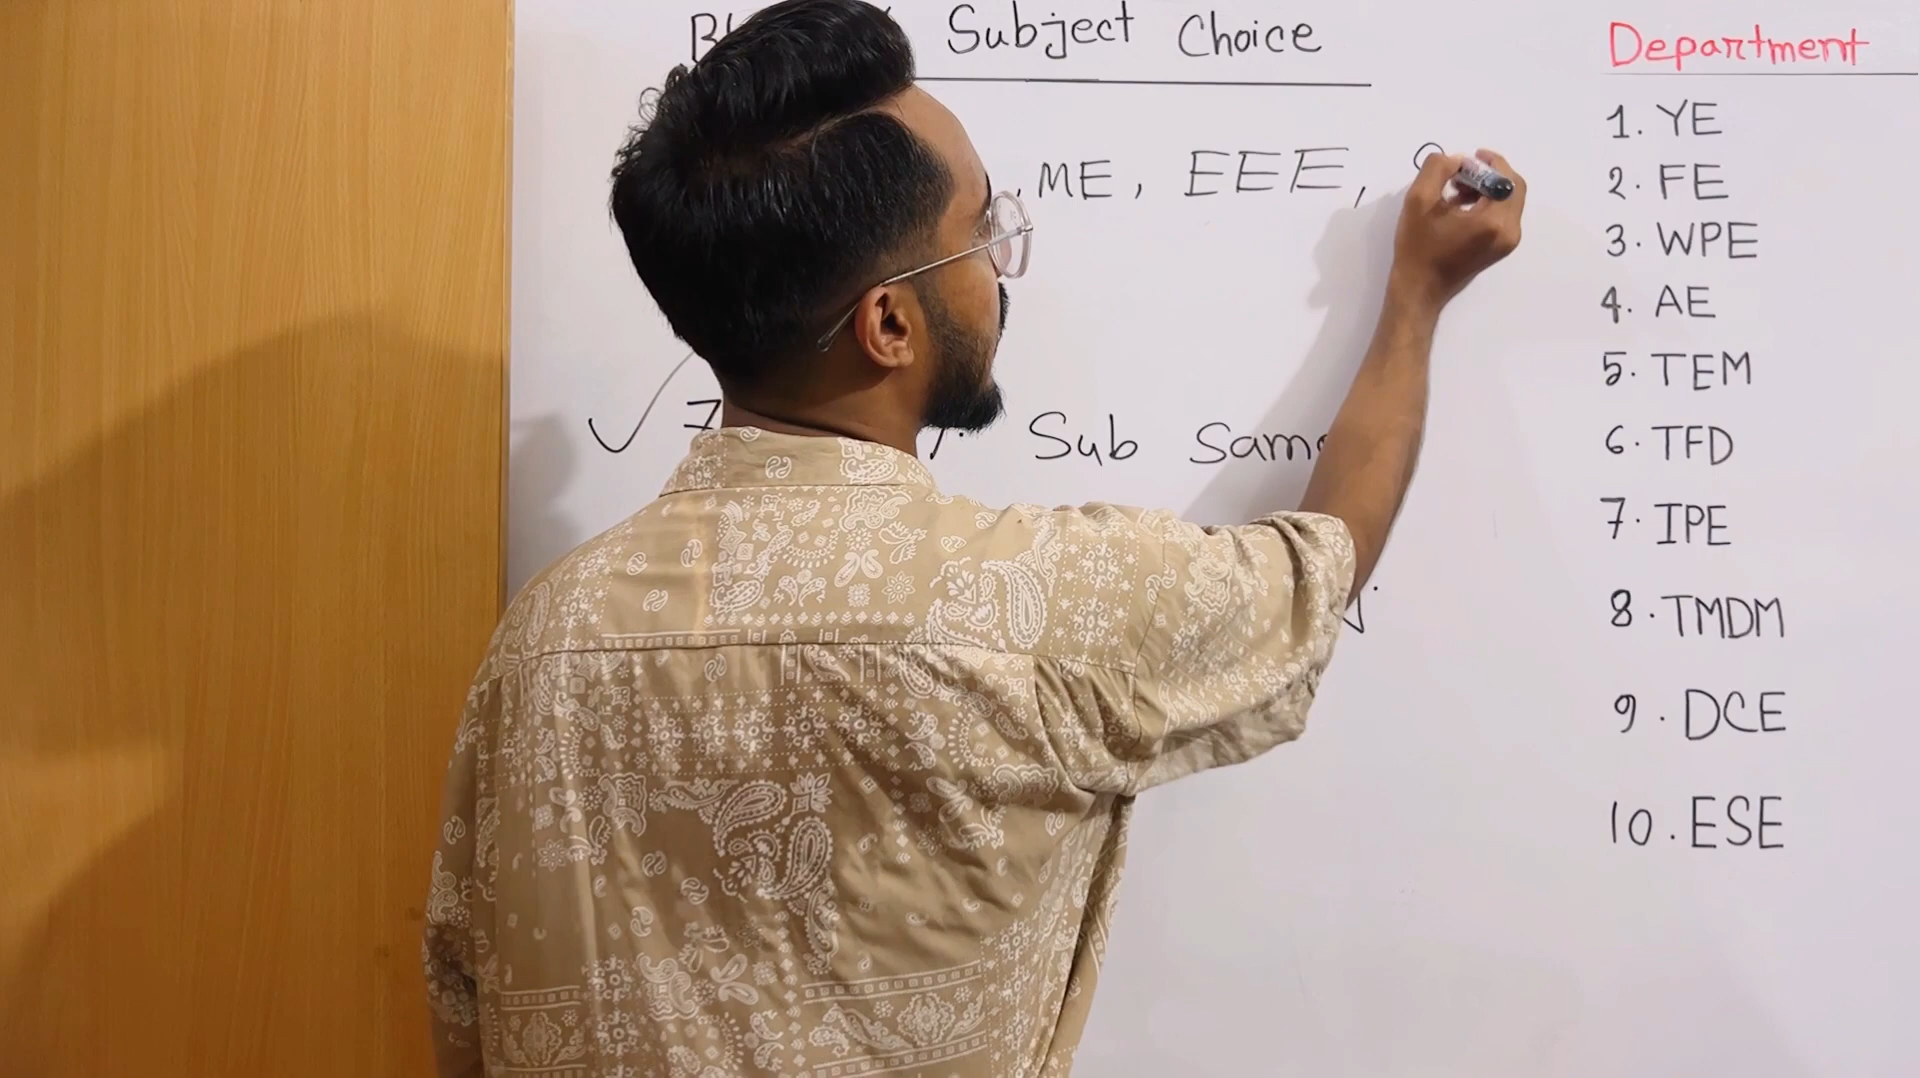 Subject Choice
ME, EEE,
Sub
Department
1. YE
2. FE
3. WPE
4. AE
5. TEM
6. TFD
7. IPE
8. TMDM
9. DCE
10. ESE